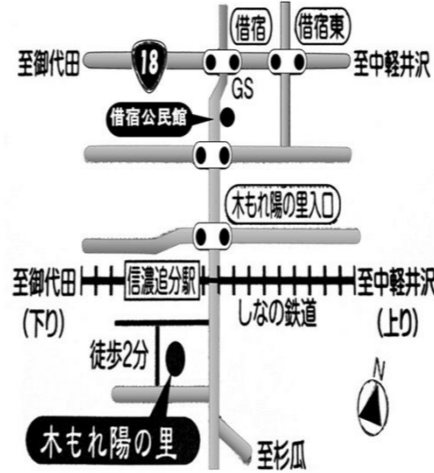 借宿
借宿東
至御代田
18
至中軽井沢
GS
借宿公民館
木もれ陽の里入口
至御代田
(下り)
信濃追分駅
しなの鉄道
至中軽井沢
(上り)
徒歩2分
N
木もれ陽の里
至杉瓜